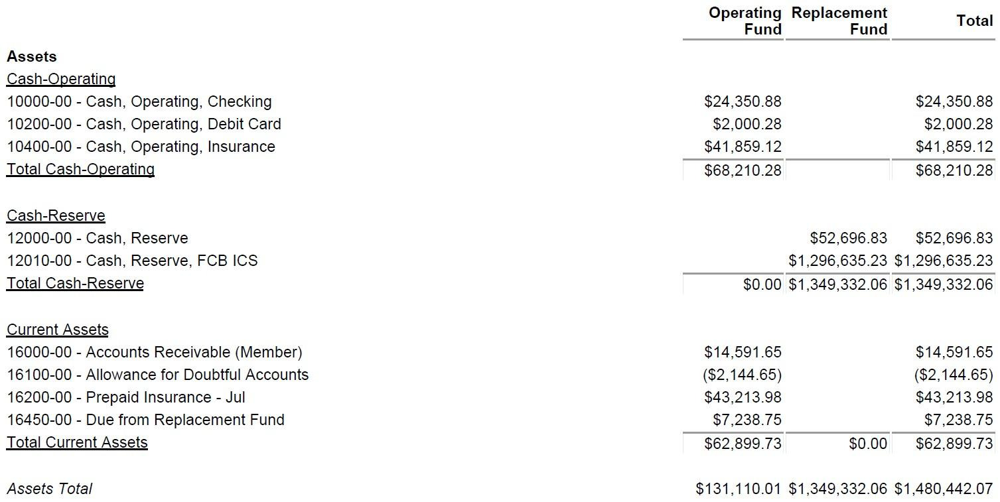 Operating Fund Replacement Fund Total
Assets
Cash-Operating
10000-00 - Cash, Operating, Checking $24,350.88 $24,350.88
10200-00 - Cash, Operating, Debit Card $2,000.28 $2,000.28
10400-00 - Cash, Operating, Insurance $41,859.12 $41,859.12
Total Cash-Operating $68,210.28 $68,210.28
Cash-Reserve
12000-00 - Cash, Reserve $52,696.83 $52,696.83
12010-00 - Cash, Reserve, FCB ICS $1,296,635.23 $1,296,635.23
Total Cash-Reserve $0.00 $1,349,332.06 $1,349,332.06
Current Assets
16000-00 - Accounts Receivable (Member) $14,591.65 $14,591.65
16100-00 - Allowance for Doubtful Accounts ($2,144.65) ($2,144.65)
16200-00 - Prepaid Insurance - Jul $43,213.98 $43,213.98
16450-00 - Due from Replacement Fund $7,238.75 $7,238.75
Total Current Assets $62,899.73 $0.00 $62,899.73
Assets Total $131,110.01 $1,349,332.06 $1,480,442.07